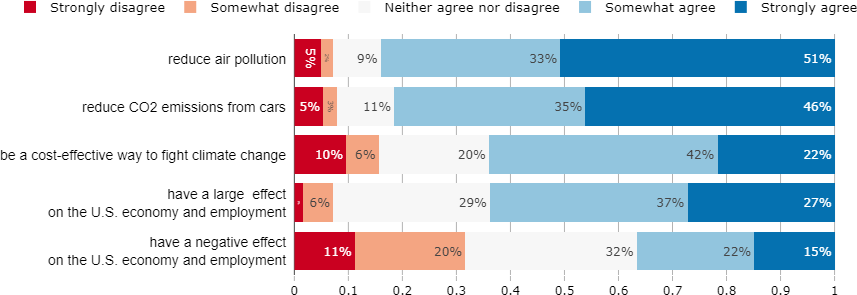 Strongly disagree Somewhat disagree Neither agree nor disagree Somewhat agree Strongly agree
reduce air pollution 5% 2% 9% 33% 51%
reduce CO2 emissions from cars 5% 3% 11% 35% 46%
be a cost-effective way to fight climate change 10% 6% 20% 42% 22%
have a large effect
on the U.S. economy and employment 6% 29% 37% 27%
have a negative effect
on the U.S. economy and employment 11% 20% 32% 22% 15%
0 0.1 0.2 0.3 0.4 0.5 0.6 0.7 0.8 0.9 1